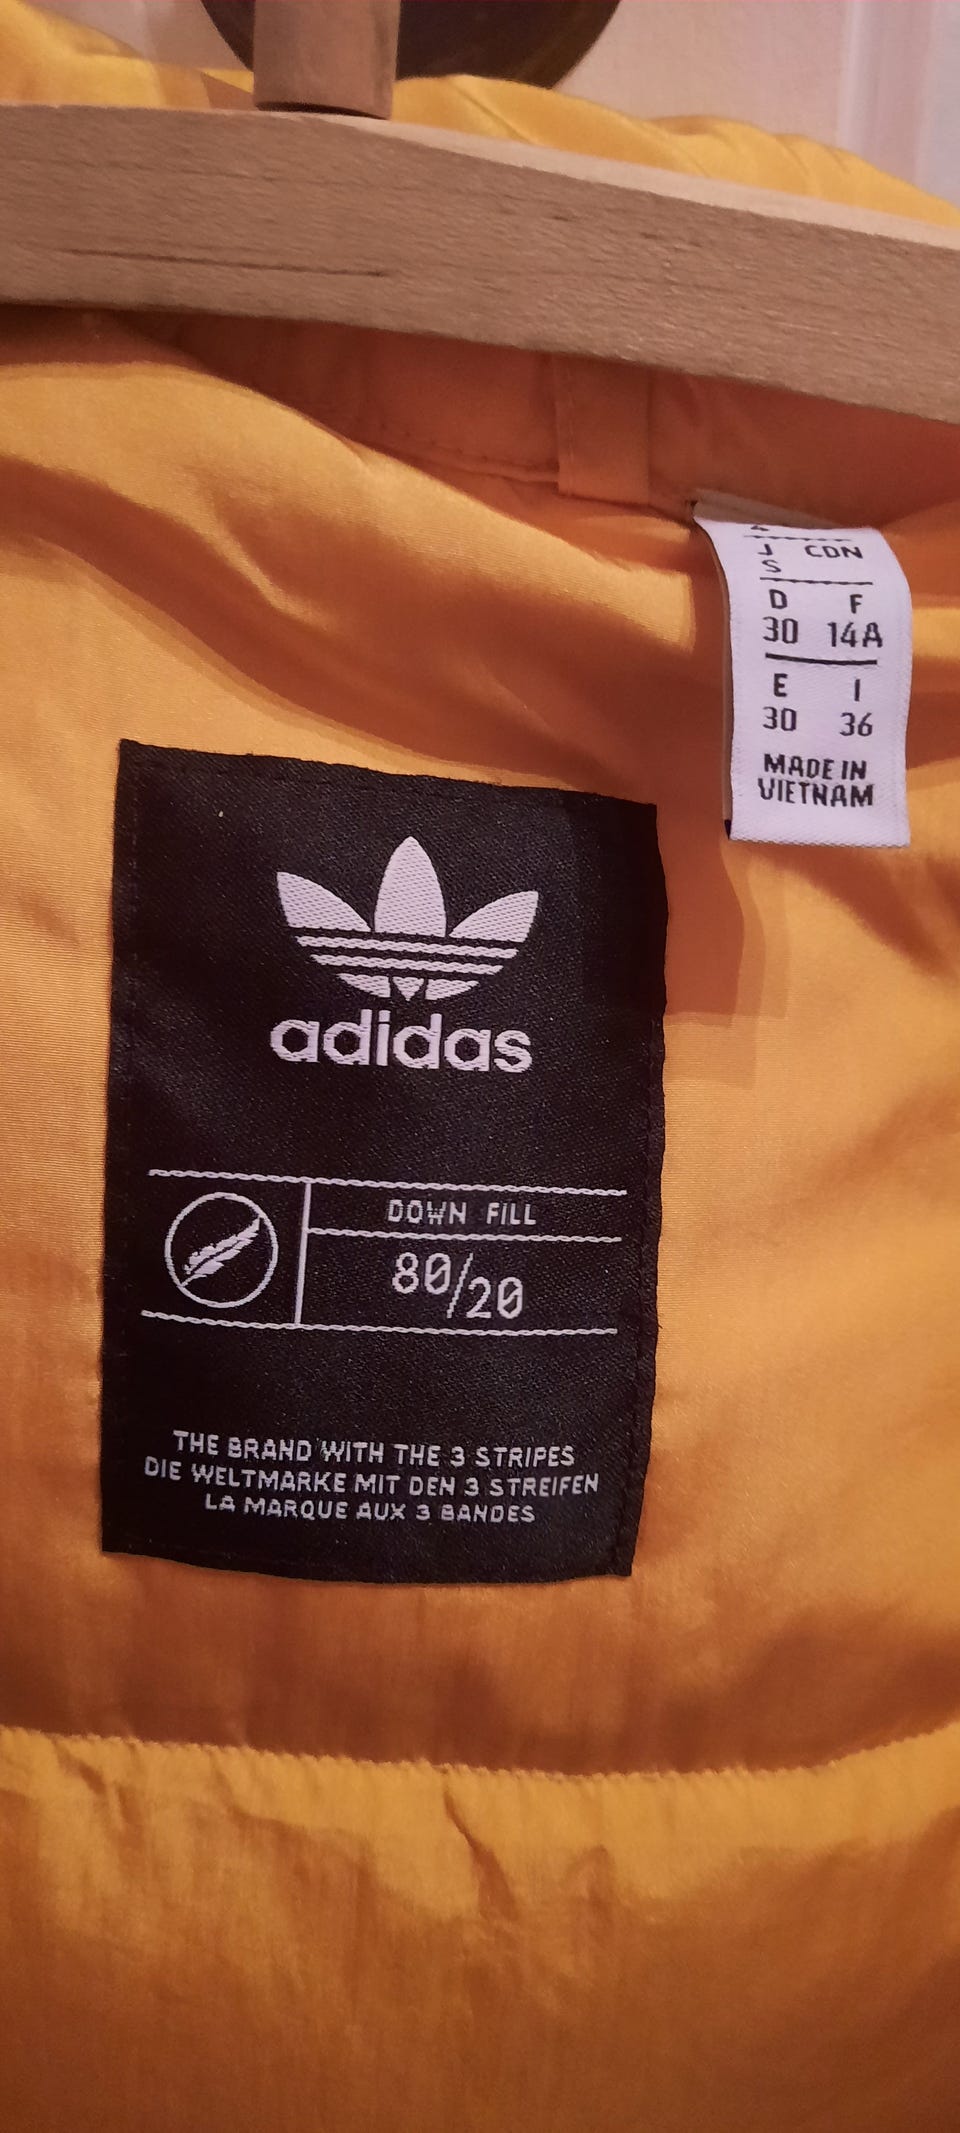 J CDN
S
D F
30 14A
E I
30 36
MADE IN
VIETNAM
adidas
DOWN FILL
80/20
THE BRAND WITH THE 3 STRIPES
DIE WELTMARKE MIT DEN 3 STREIFEN
LA MARQUE AUX 3 BANDES